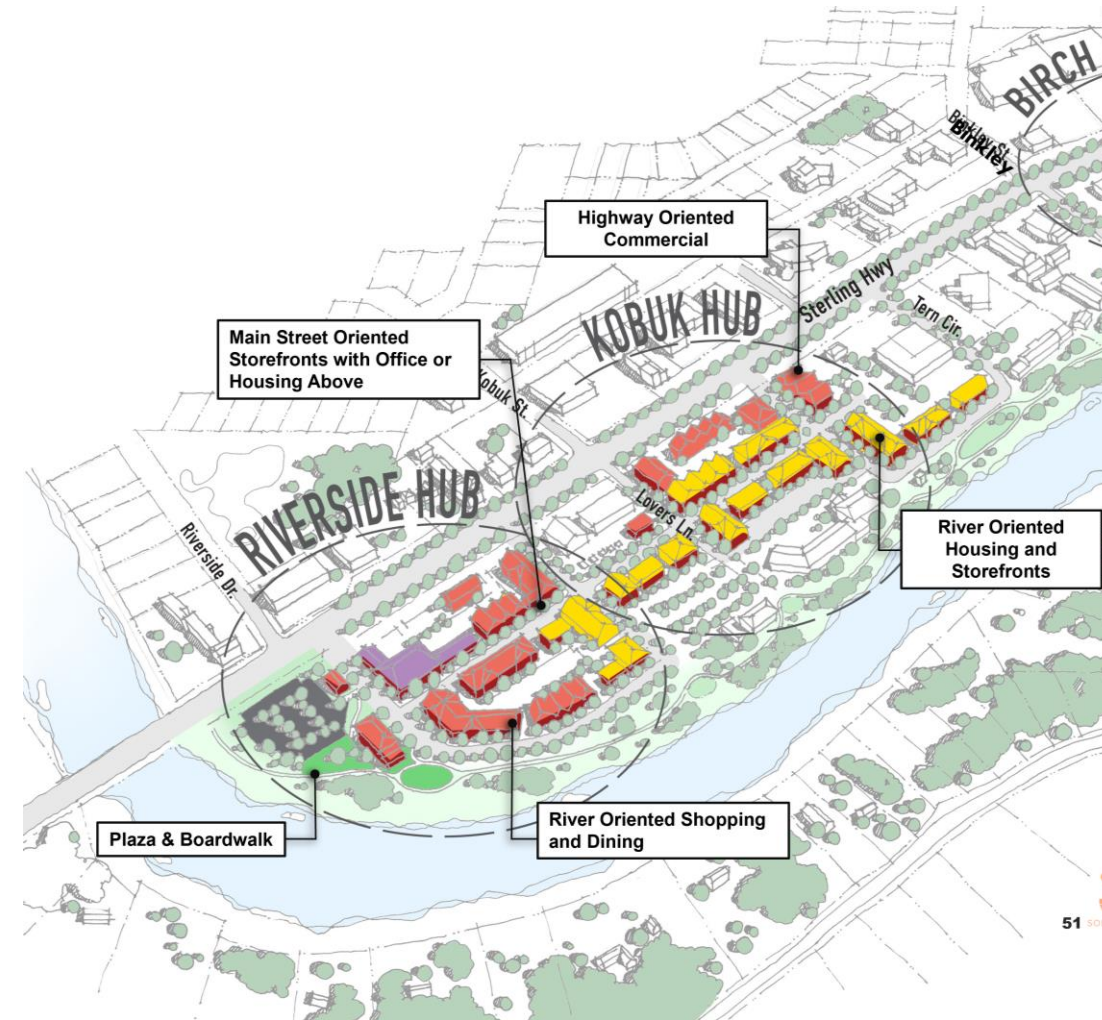 BIRCH
Binkley St.
Binkley
Highway Oriented
Commercial
Sterling Hwy
KOBUK HUB
Tern Cir.
Main Street Oriented
Storefronts with Office or
Housing Above
Kobuk St.
RIVERSIDE HUB
Lovers Ln.
Riverside Dr.
River Oriented
Housing and
Storefronts
Plaza & Boardwalk
River Oriented Shopping
and Dining
51